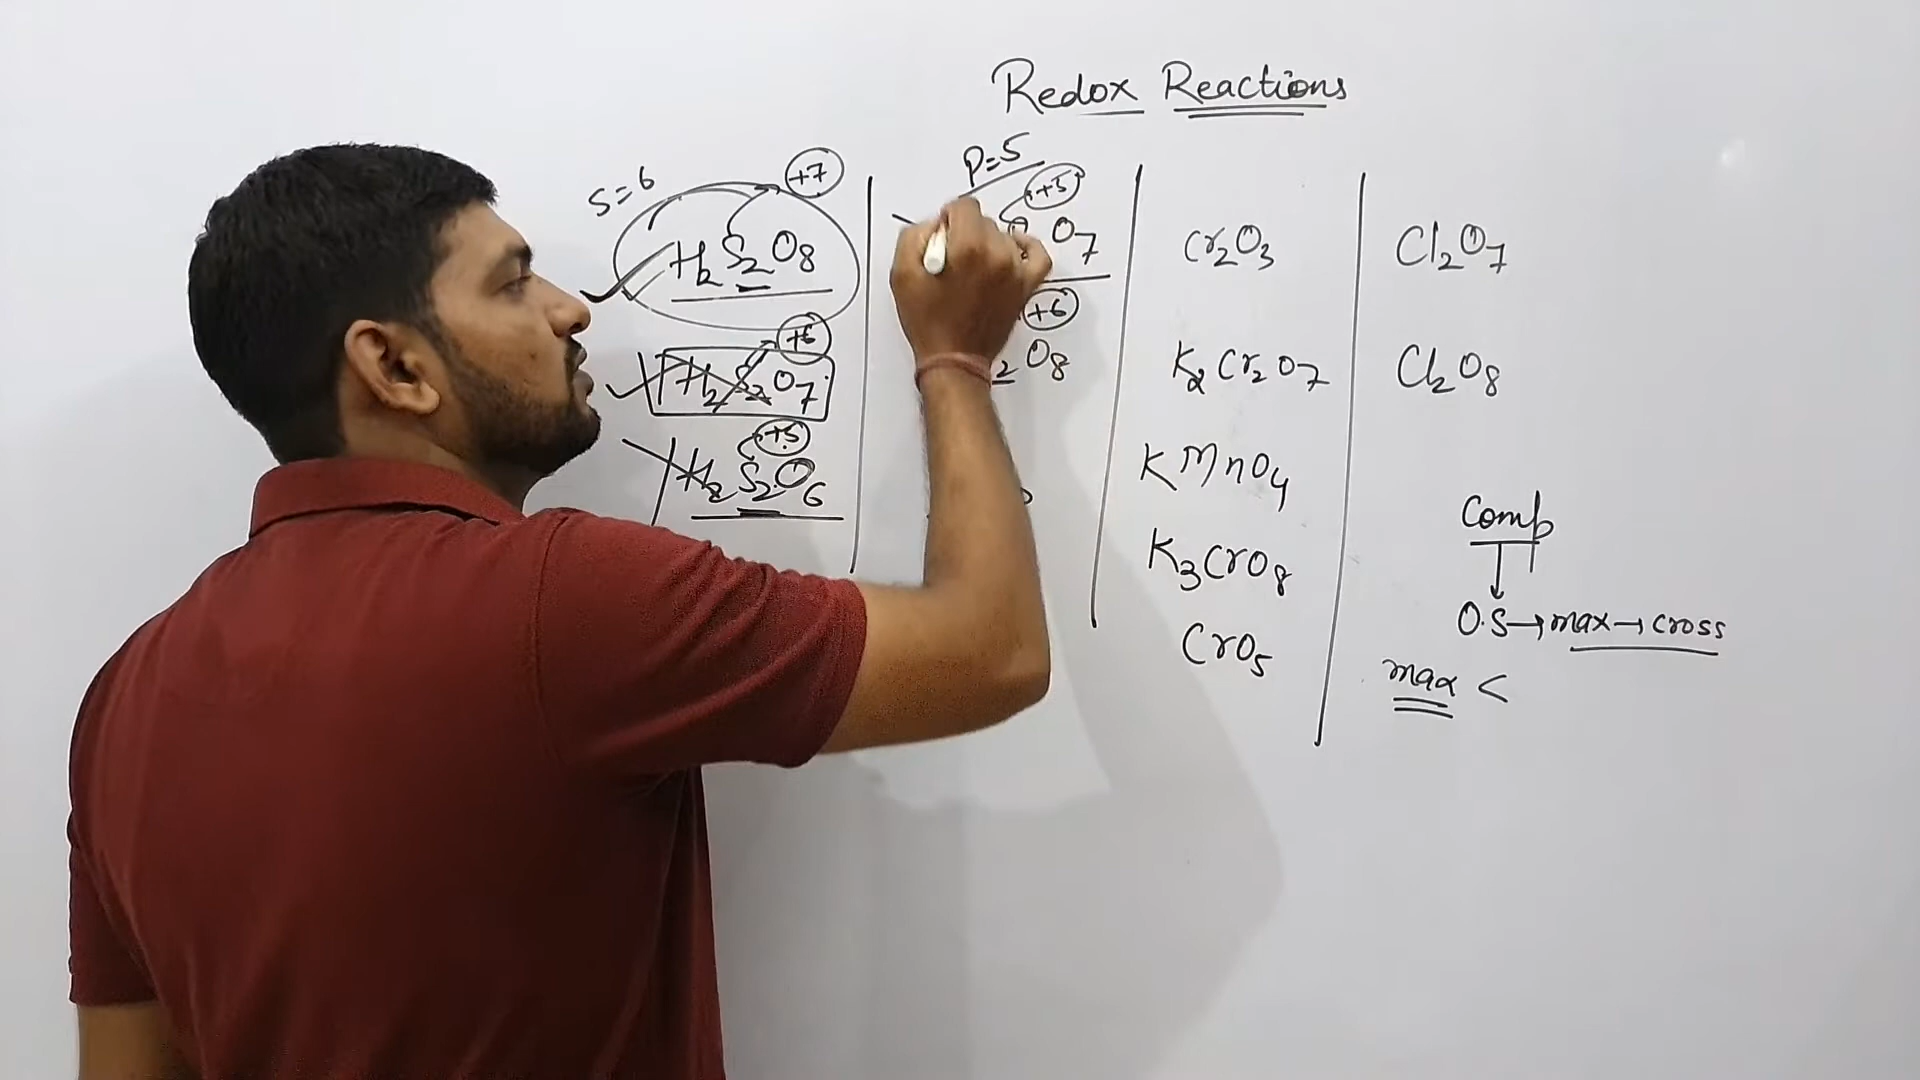 Redox Reactions
S=6
+7
H2S2O8
+6
H2S2O7
+5
H2S2O6
P=5
+5
O7
+6
2O8
Cr2O3
K2Cr2O7
KMnO4
K3CrO8
CrO5
Cl2O7
Cl2O8
Comp
O.S→max→cross
max <